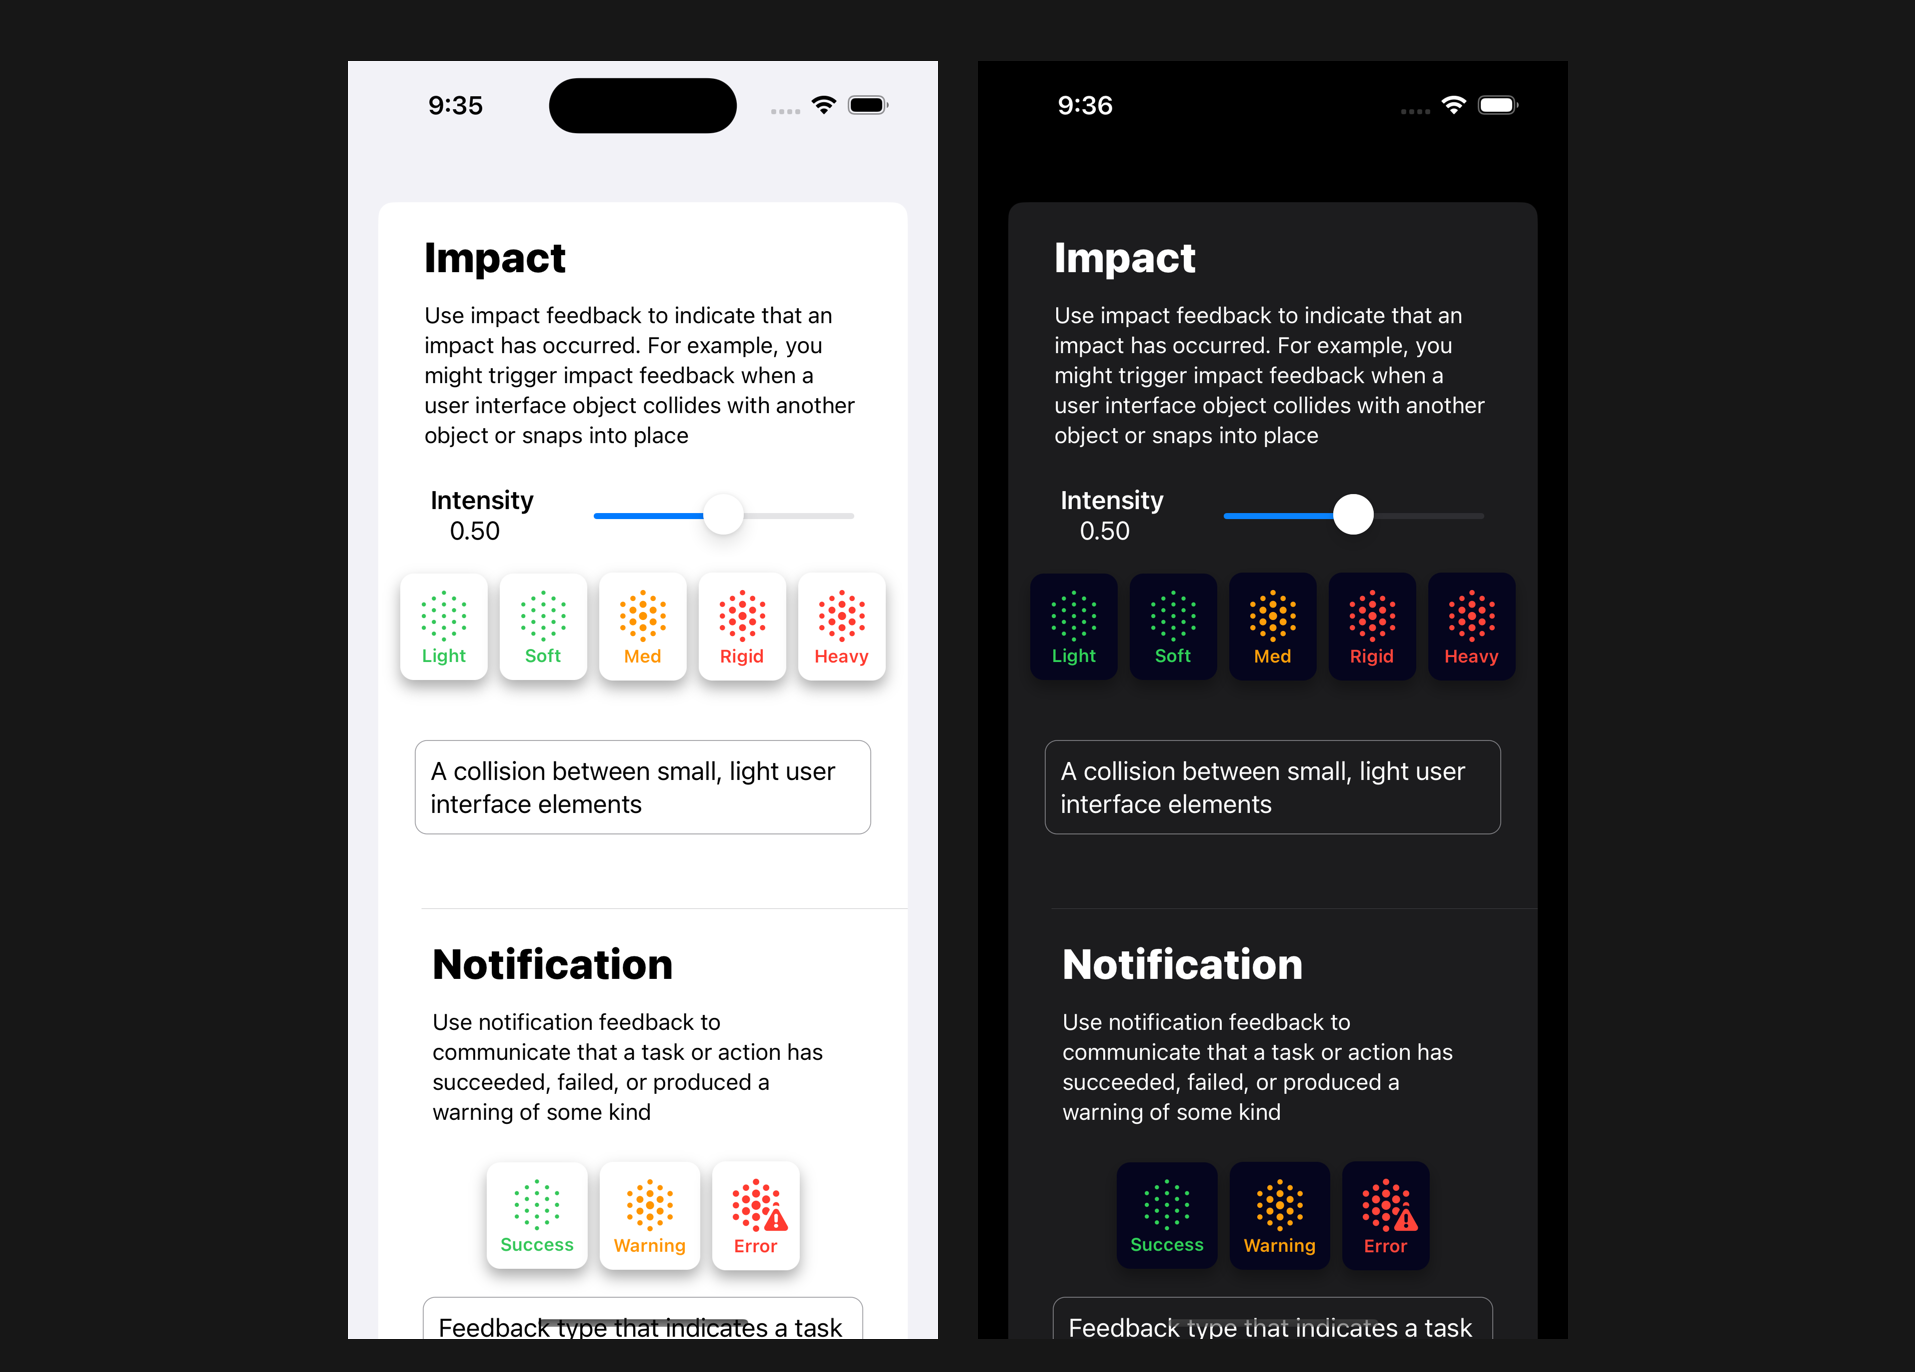 9:35
Impact
Use impact feedback to indicate that an
impact has occurred. For example, you
might trigger impact feedback when a
user interface object collides with another
object or snaps into place
Intensity
0.50
Light Soft Med Rigid Heavy
A collision between small, light user
interface elements
Notification
Use notification feedback to
communicate that a task or action has
succeeded, failed, or produced a
warning of some kind
Success Warning Error
Feedback type that indicates a task
9:36
Impact
Use impact feedback to indicate that an
impact has occurred. For example, you
might trigger impact feedback when a
user interface object collides with another
object or snaps into place
Intensity
0.50
Light Soft Med Rigid Heavy
A collision between small, light user
interface elements
Notification
Use notification feedback to
communicate that a task or action has
succeeded, failed, or produced a
warning of some kind
Success Warning Error
Feedback type that indicates a task